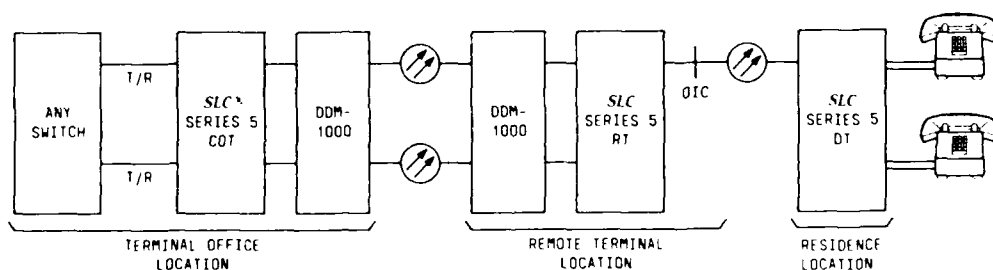 ANY
SWITCH
T/R
T/R
SLC*
SERIES 5
COT
DDM-
1000
DDM-
1000
SLC
SERIES 5
RT
OIC
SLC
SERIES 5
DT
TERMINAL OFFICE
LOCATION
REMOTE TERMINAL
LOCATION
RESIDENCE
LOCATION